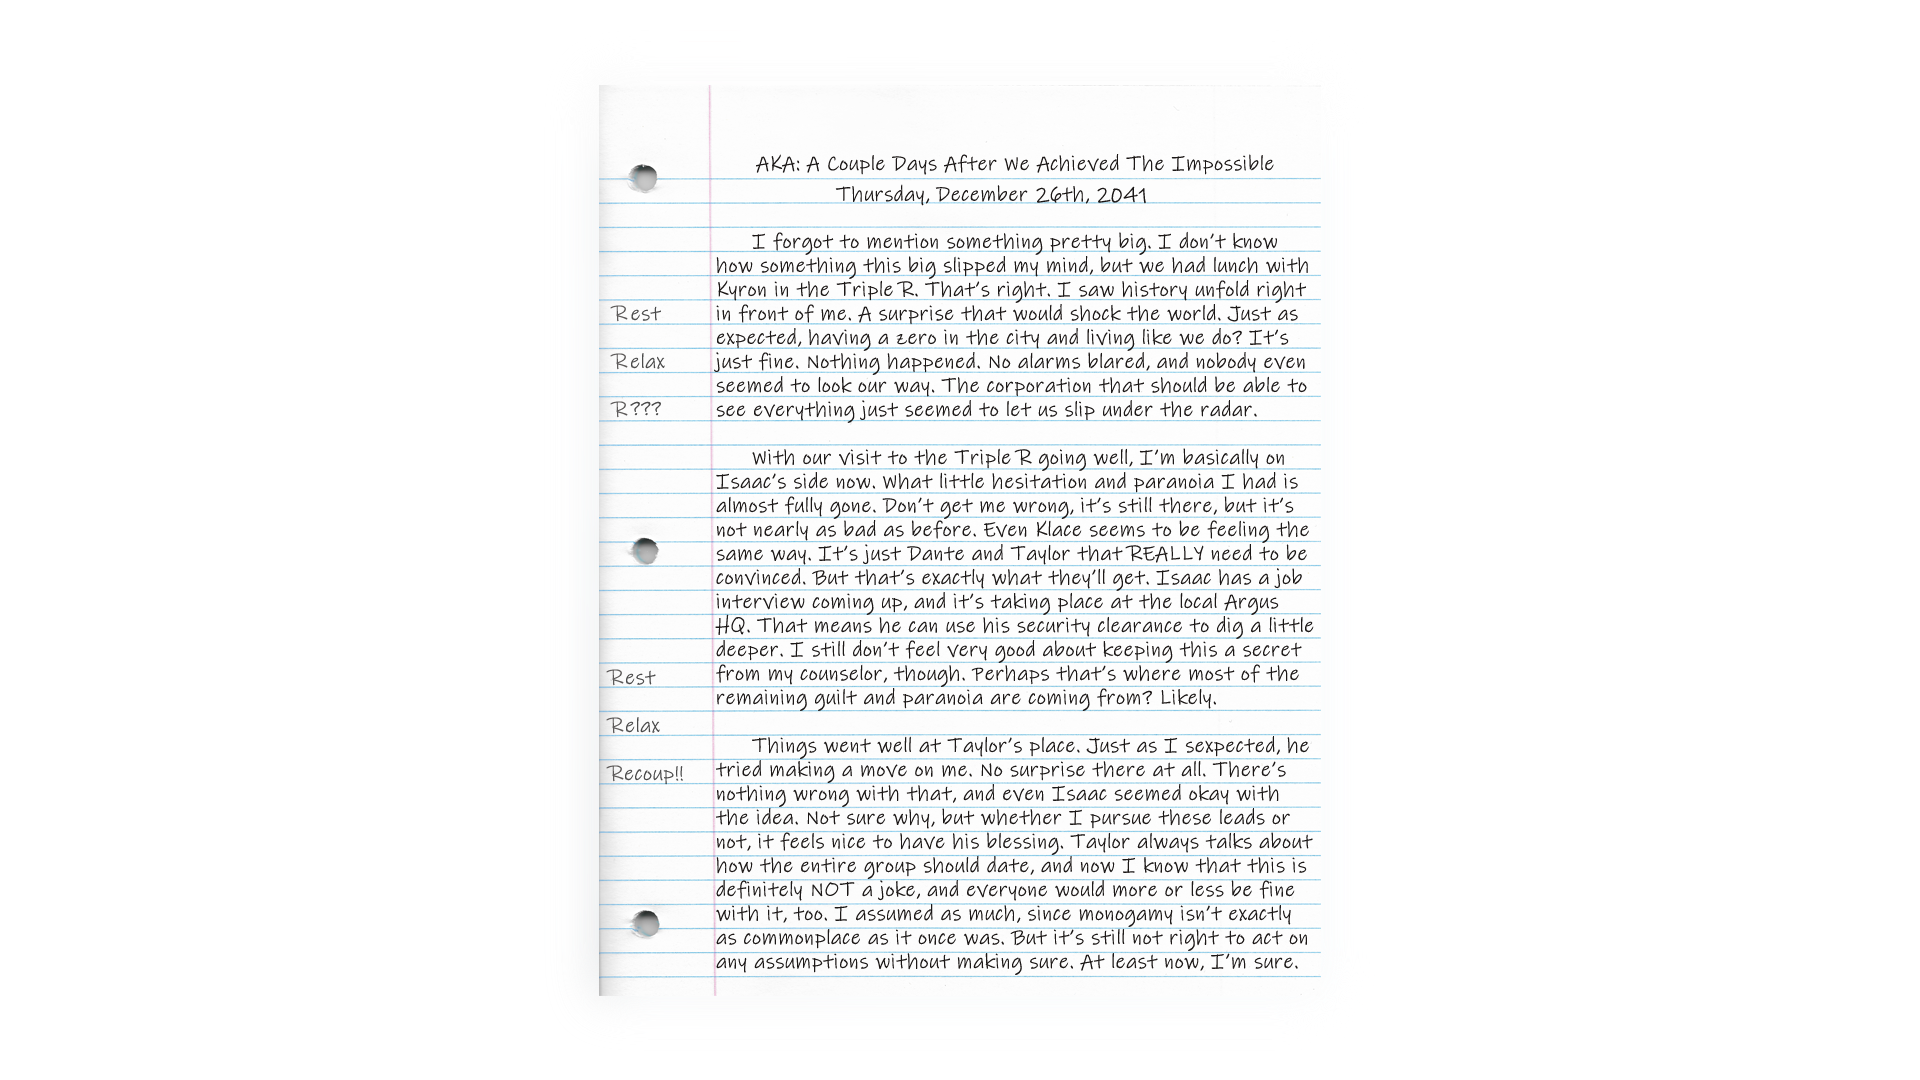 AKA: A Couple Days After We Achieved The Impossible
Thursday, December 26th, 2041
I forgot to mention something pretty big. I don't know
how something this big slipped my mind, but we had lunch with
Kyron in the Triple R. That's right. I saw history unfold right
Rest
in front of me. A surprise that would shock the world. Just as
expected, having a zero in the city and living like we do? It's
Relax
just fine. Nothing happened. No alarms blared, and nobody even
seemed to look our way. The corporation that should be able to
R???
see everything just seemed to let us slip under the radar.
With our visit to the Triple R going well, I'm basically on
Isaac's side now. What little hesitation and paranoia I had is
almost fully gone. Don't get me wrong, it's still there, but it's
not nearly as bad as before. Even Klace seems to be feeling the
same way. It's just Dante and Taylor that REALLY need to be
convinced. But that's exactly what they'll get. Isaac has a job
interview coming up, and it's taking place at the local Argus
HQ. That means he can use his security clearance to dig a little
deeper. I still don't feel very good about keeping this a secret
Rest
from my counselor, though. Perhaps that's where most of the
remaining guilt and paranoia are coming from? Likely.
Relax
Things went well at Taylor's place. Just as I sexpected, he
Recoup!!
tried making a move on me. No surprise there at all. There's
nothing wrong with that, and even Isaac seemed okay with
the idea. Not sure why, but whether I pursue these leads or
not, it feels nice to have his blessing. Taylor always talks about
how the entire group should date, and now I know that this is
definitely NOT a joke, and everyone would more or less be fine
with it, too. I assumed as much, since monogamy isn't exactly
as commonplace as it once was. But it's still not right to act on
any assumptions without making sure. At least now, I'm sure.